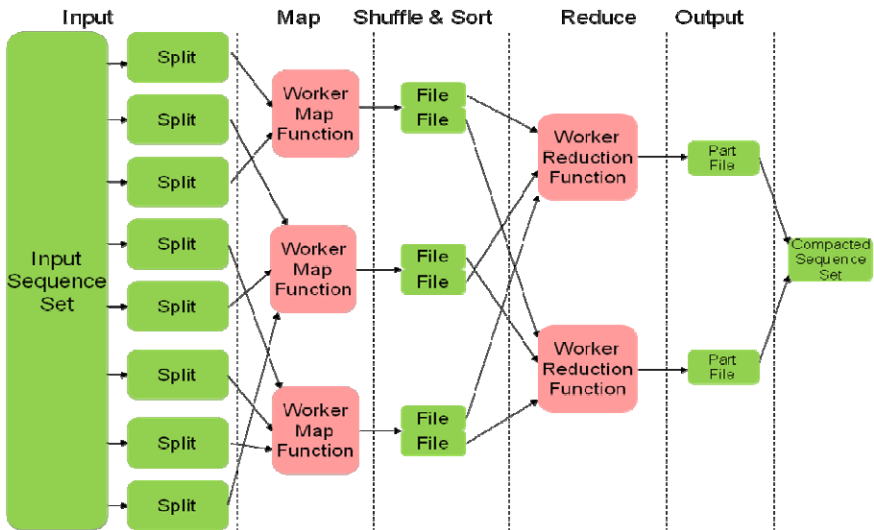 Input
Map
Shuffle & Sort
Reduce
Output
Input
Sequence
Set
Split
Split
Split
Split
Split
Split
Split
Split
Worker
Map
Function
Worker
Map
Function
Worker
Map
Function
File
File
File
File
File
File
Worker
Reduction
Function
Worker
Reduction
Function
Part
File
Part
File
Compacted
Sequence
Set